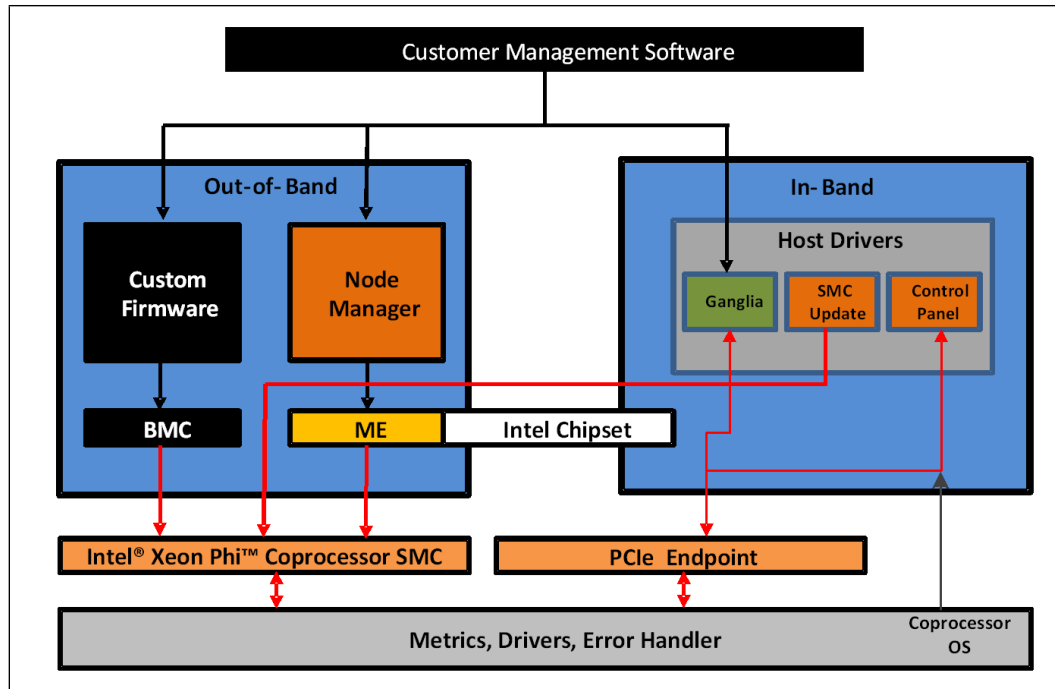 Customer Management Software
Out-of-Band
In-Band
Host Drivers
Custom
Firmware
Node
Manager
Ganglia
SMC
Update
Control
Panel
BMC
ME
Intel Chipset
Intel® Xeon Phi™ Coprocessor SMC
PCIe Endpoint
Metrics, Drivers, Error Handler
Coprocessor
OS